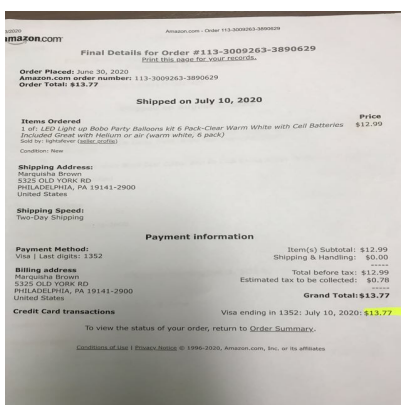 /2020
Amazon.com - Order 113-3009263-3890629
amazon.com
Final Details for Order #113-3009263-3890629
Print this page for your records.
Order Placed: June 30, 2020
Amazon.com order number: 113-3009263-3890629
Order Total: $13.77
Shipped on July 10, 2020
Items Ordered Price
1 of: LED Light up Bobo Party Balloons kit 6 Pack-Clear Warm White with Cell Batteries $12.99
Included Great with Helium or air (warm white, 6 pack)
Sold by: lightsfever (seller profile)
Condition: New
Shipping Address:
Marquisha Brown
5325 OLD YORK RD
PHILADELPHIA, PA 19141-2900
United States
Shipping Speed:
Two-Day Shipping
Payment information
Payment Method:
Visa | Last digits: 1352
Item(s) Subtotal: $12.99
Shipping & Handling: $0.00
-----
Billing address
Marquisha Brown
5325 OLD YORK RD
PHILADELPHIA, PA 19141-2900
United States
Total before tax: $12.99
Estimated tax to be collected: $0.78
-----
Grand Total: $13.77
Credit Card transactions Visa ending in 1352: July 10, 2020: $13.77
To view the status of your order, return to Order Summary.
Conditions of Use | Privacy Notice © 1996-2020, Amazon.com, Inc. or its affiliates